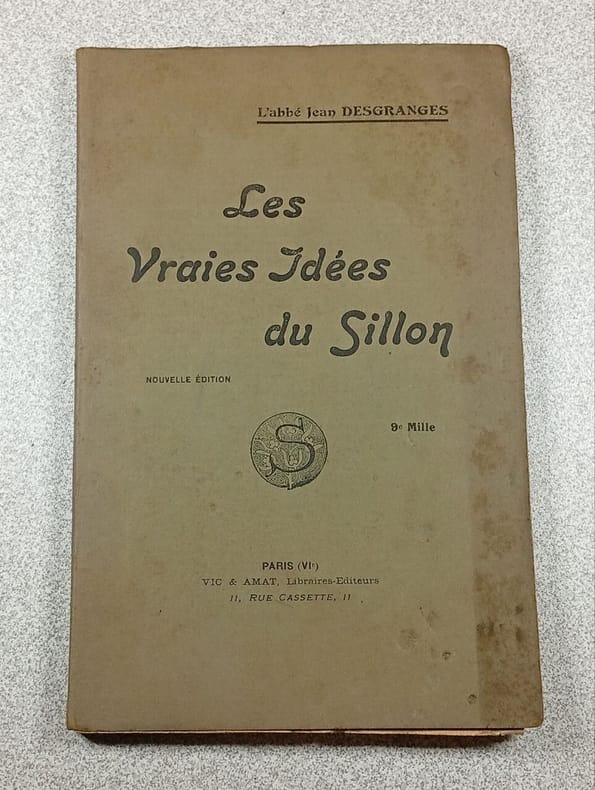 L'abbé Jean DESGRANGES
Les
Vraies Idées
du Sillon
NOUVELLE ÉDITION
9e Mille
S
PARIS (VIe)
VIC & AMAT, Libraires-Editeurs
11, RUE CASSETTE, 11